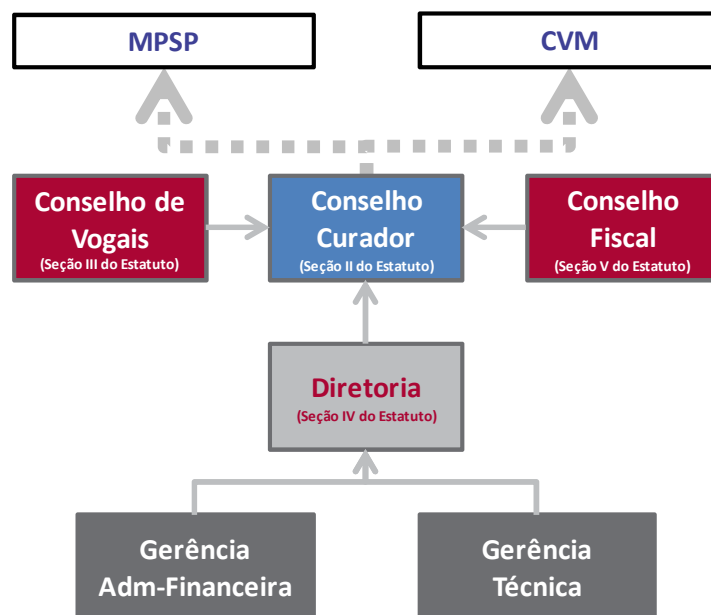 MPSP
CVM
Conselho de
Vogais
(Seção III do Estatuto)
Conselho
Curador
(Seção II do Estatuto)
Conselho
Fiscal
(Seção V do Estatuto)
Diretoria
(Seção IV do Estatuto)
Gerência
Adm-Financeira
Gerência
Técnica